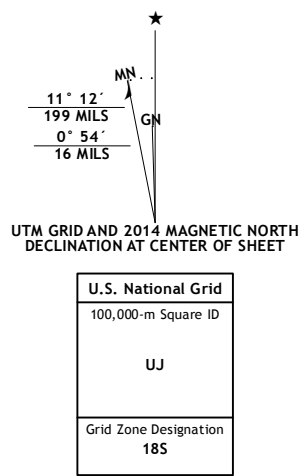 ★
MN
GN
11° 12´
199 MILS
0° 54´
16 MILS
UTM GRID AND 2014 MAGNETIC NORTH
DECLINATION AT CENTER OF SHEET
U.S. National Grid
100,000-m Square ID
UJ
Grid Zone Designation
18S